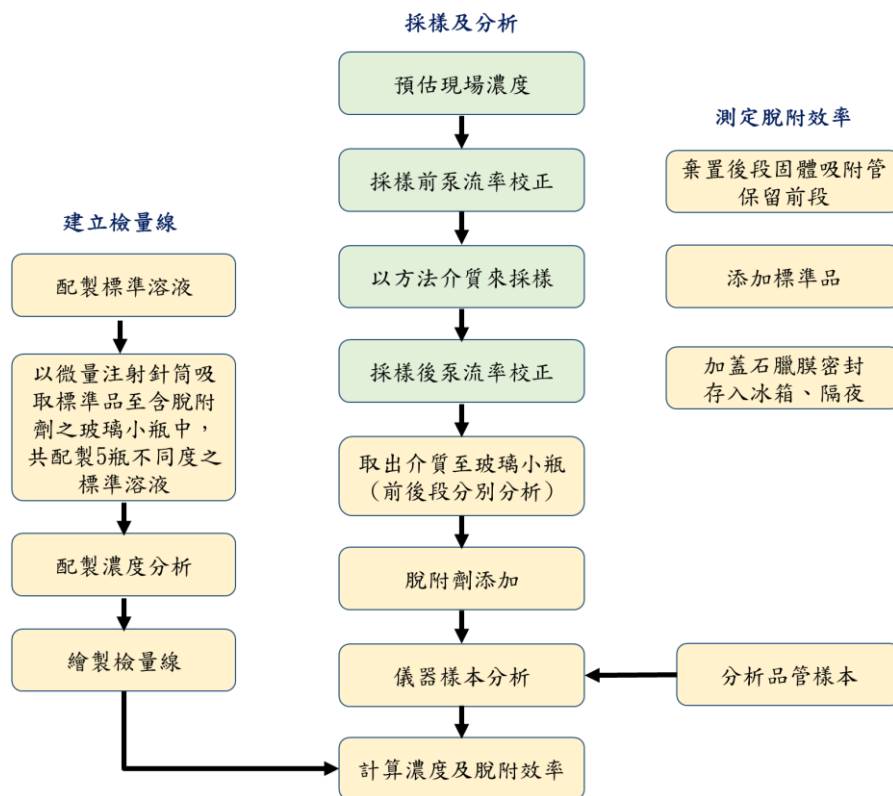 採樣及分析
預估現場濃度
採樣前泵流率校正
以方法介質來採樣
採樣後泵流率校正
取出介質至玻璃小瓶
（前後段分別分析）
脫附劑添加
儀器樣本分析
計算濃度及脫附效率
建立檢量線
配製標準溶液
以微量注射針筒吸
取標準品至含脫附
劑之玻璃小瓶中，
共配製5瓶不同度之
標準溶液
配製濃度分析
繪製檢量線
測定脫附效率
棄置後段固體吸附管
保留前段
添加標準品
加蓋石臘膜密封
存入冰箱、隔夜
分析品管樣本